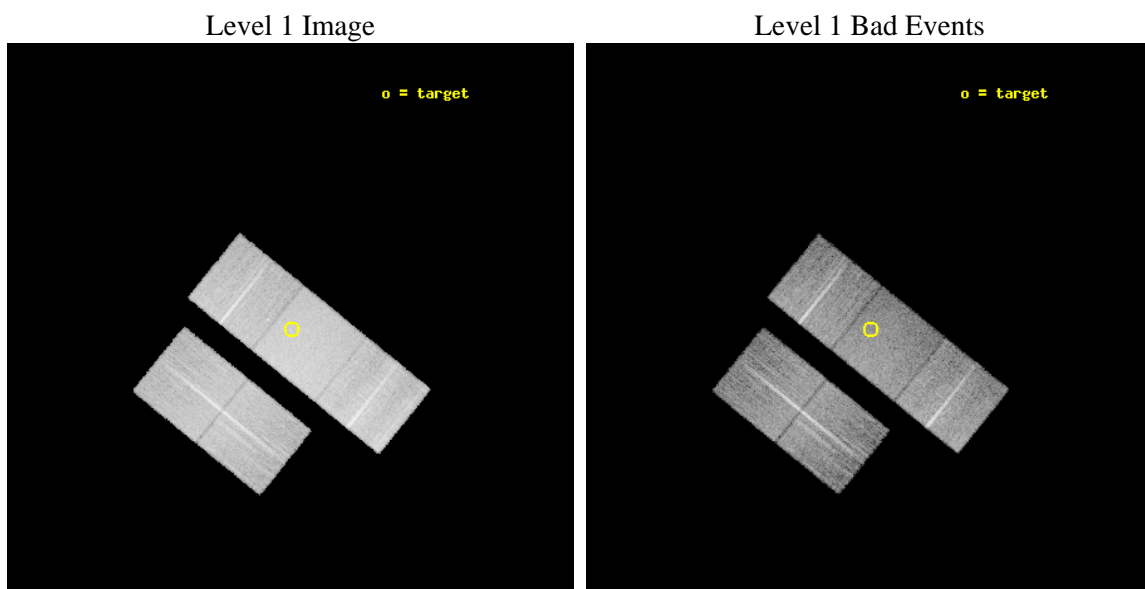 Level 1 Image
Level 1 Bad Events
o = target
o = target